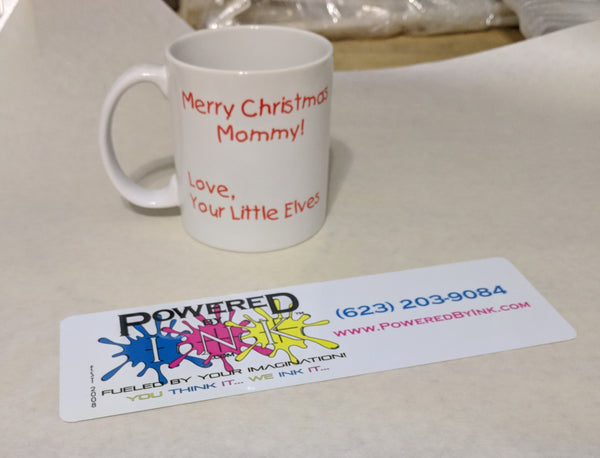 Merry Christmas
Mommy!
Love,
Your Little Elves
POWERED
BY
INK
FUELED BY YOUR IMAGINATION!
YOU THINK IT... WE INK IT...
EST 2008
(623) 203-9084
WWW.POWEREDBYINK.COM